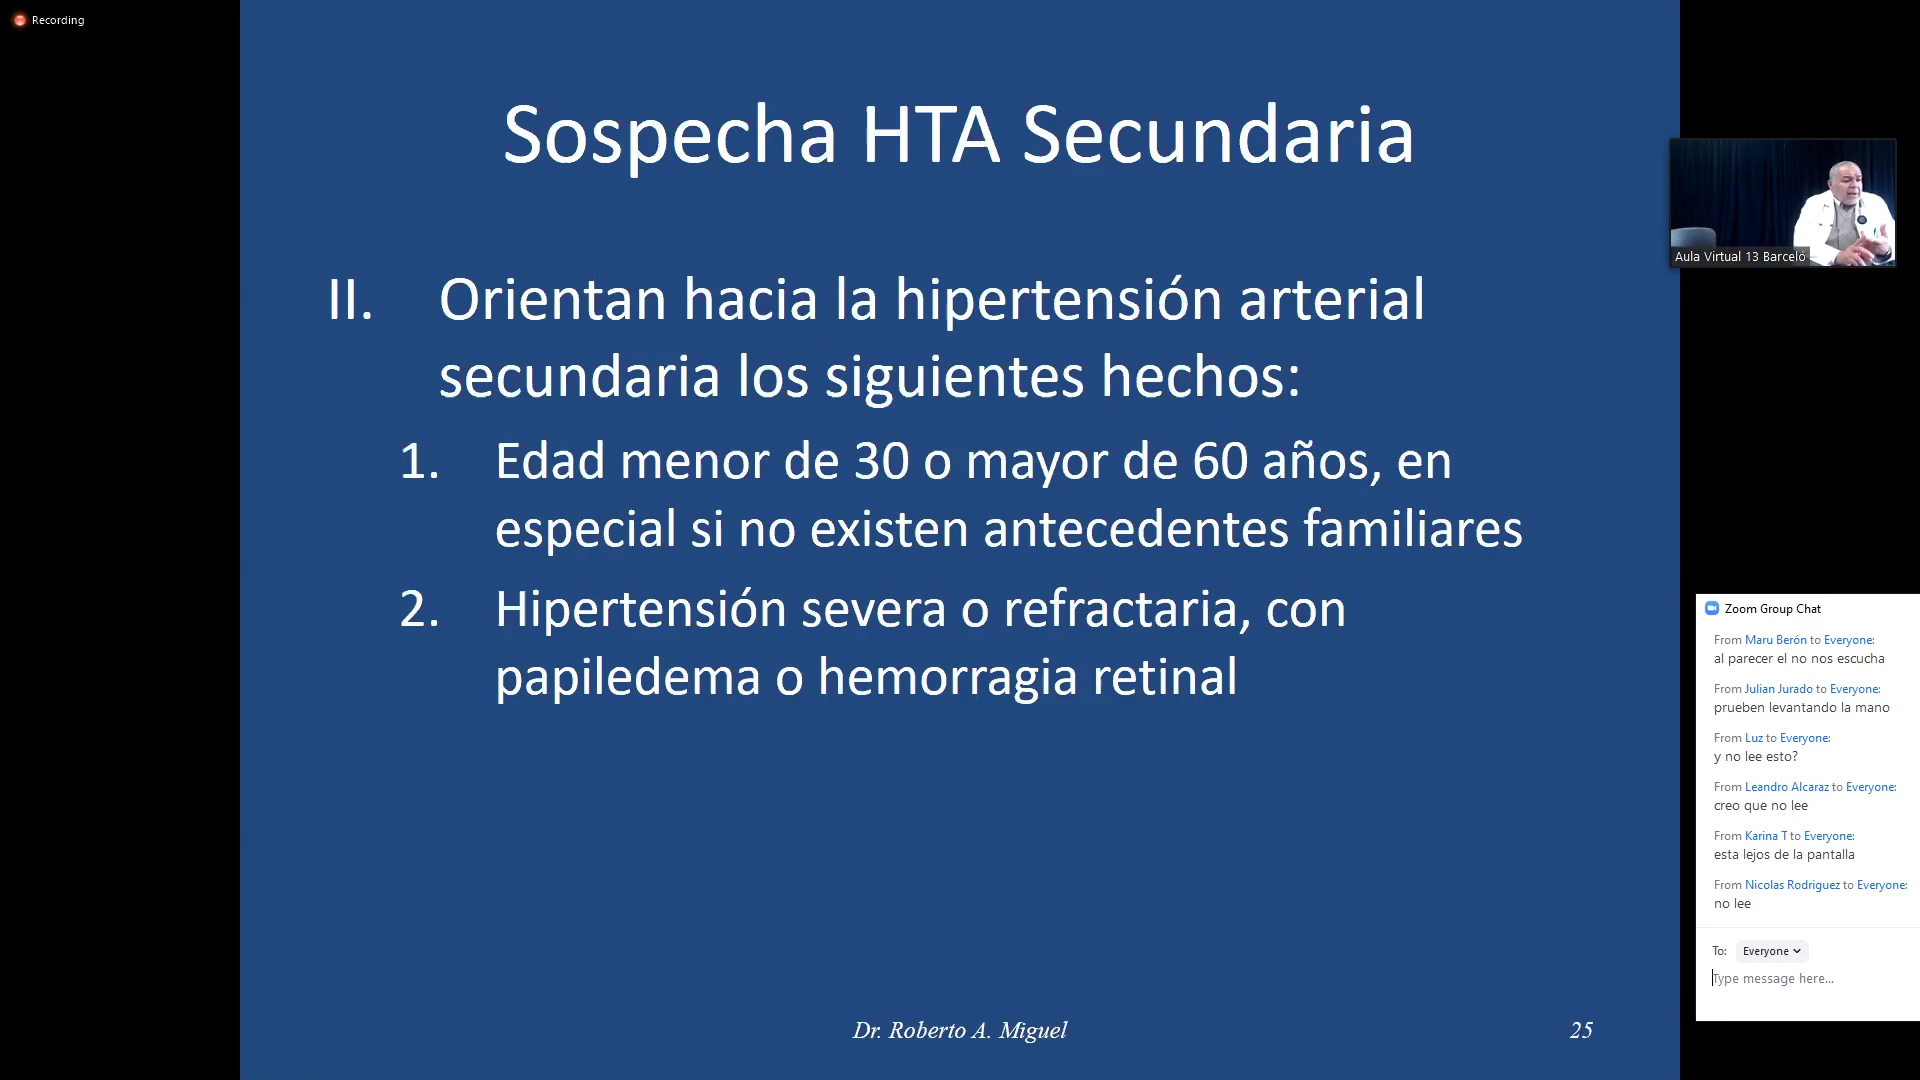 Recording
Sospecha HTA Secundaria
II. Orientan hacia la hipertensión arterial
secundaria los siguientes hechos:
1. Edad menor de 30 o mayor de 60 años, en
especial si no existen antecedentes familiares
2. Hipertensión severa o refractaria, con
papiledema o hemorragia retinal
Dr. Roberto A. Miguel
25
Aula Virtual 13 Barceló
Zoom Group Chat
From Maru Berón to Everyone:
al parecer el no nos escucha
From Julian Jurado to Everyone:
prueben levantando la mano
From Luz to Everyone:
y no lee esto?
From Leandro Alcaraz to Everyone:
creo que no lee
From Karina T to Everyone:
esta lejos de la pantalla
From Nicolas Rodriguez to Everyone:
no lee
To: Everyone
Type message here...